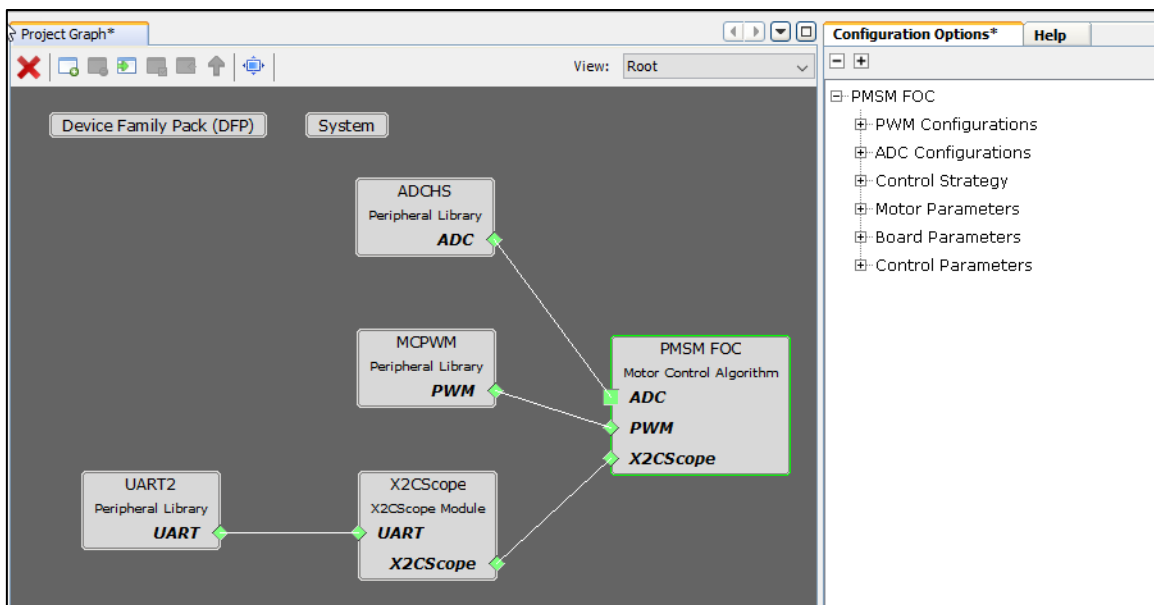 Project Graph*
View: Root
Device Family Pack (DFP)
System
ADCHS
Peripheral Library
ADC
MCPWM
Peripheral Library
PWM
PMSM FOC
Motor Control Algorithm
ADC
PWM
X2CScope
UART2
Peripheral Library
UART
X2CScope
X2CScope Module
UART
X2CScope
Configuration Options*
Help
PMSM FOC
PWM Configurations
ADC Configurations
Control Strategy
Motor Parameters
Board Parameters
Control Parameters